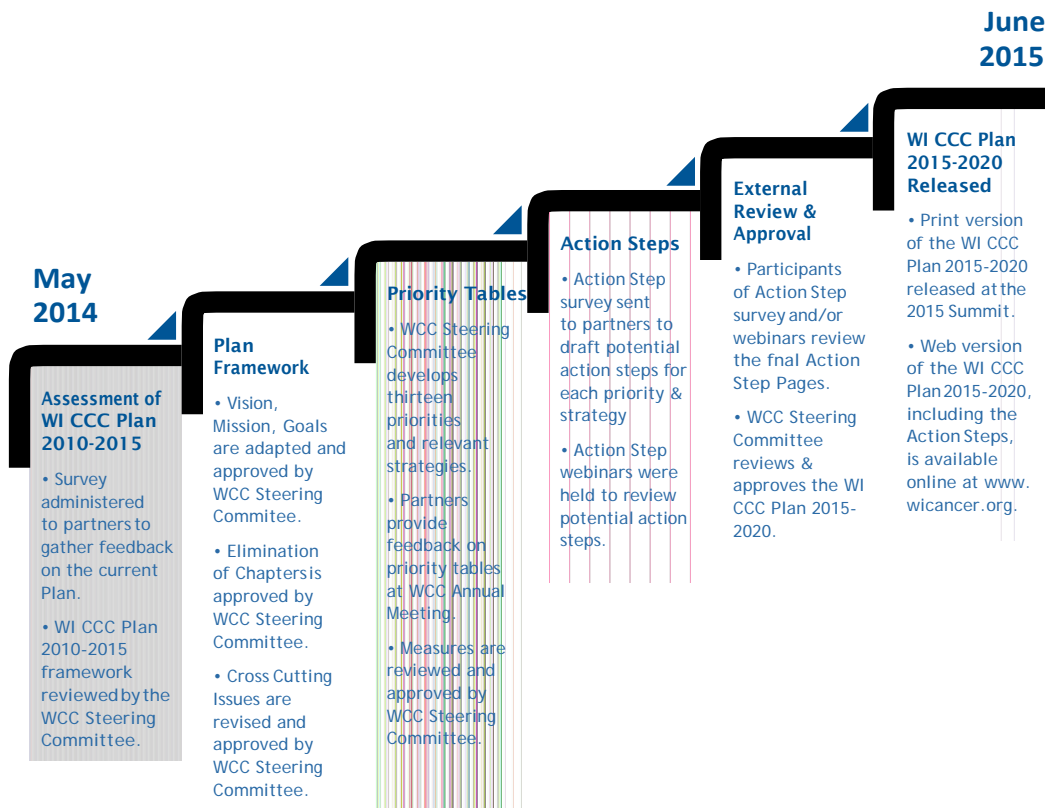 May
2014
Assessment of
WI CCC Plan
2010-2015
• Survey
administered
to partners to
gather feedback
on the current
Plan.
• WI CCC Plan
2010-2015
framework
reviewed by the
WCC Steering
Committee.
Plan
Framework
• Vision,
Mission, Goals
are adapted and
approved by
WCC Steering
Commitee.
• Elimination
of Chapters is
approved by
WCC Steering
Committee.
• Cross Cutting
Issues are
revised and
approved by
WCC Steering
Committee.
Priority Tables
• WCC Steering
Committee
develops
thirteen
priorities
and relevant
strategies.
• Partners
provide
feedback on
priority tables
at WCC Annual
Meeting.
• Measures are
reviewed and
approved by
WCC Steering
Committee.
Action Steps
• Action Step
survey sent
to partners to
draft potential
action steps for
each priority &
strategy
• Action Step
webinars were
held to review
potential action
steps.
External
Review &
Approval
• Participants
of Action Step
survey and/or
webinars review
the fnal Action
Step Pages.
• WCC Steering
Committee
reviews &
approves the WI
CCC Plan 2015-
2020.
June
2015
WI CCC Plan
2015-2020
Released
• Print version
of the WI CCC
Plan 2015-2020
released at the
2015 Summit.
• Web version
of the WI CCC
Plan 2015-2020,
including the
Action Steps,
is available
online at www.
wicancer.org.